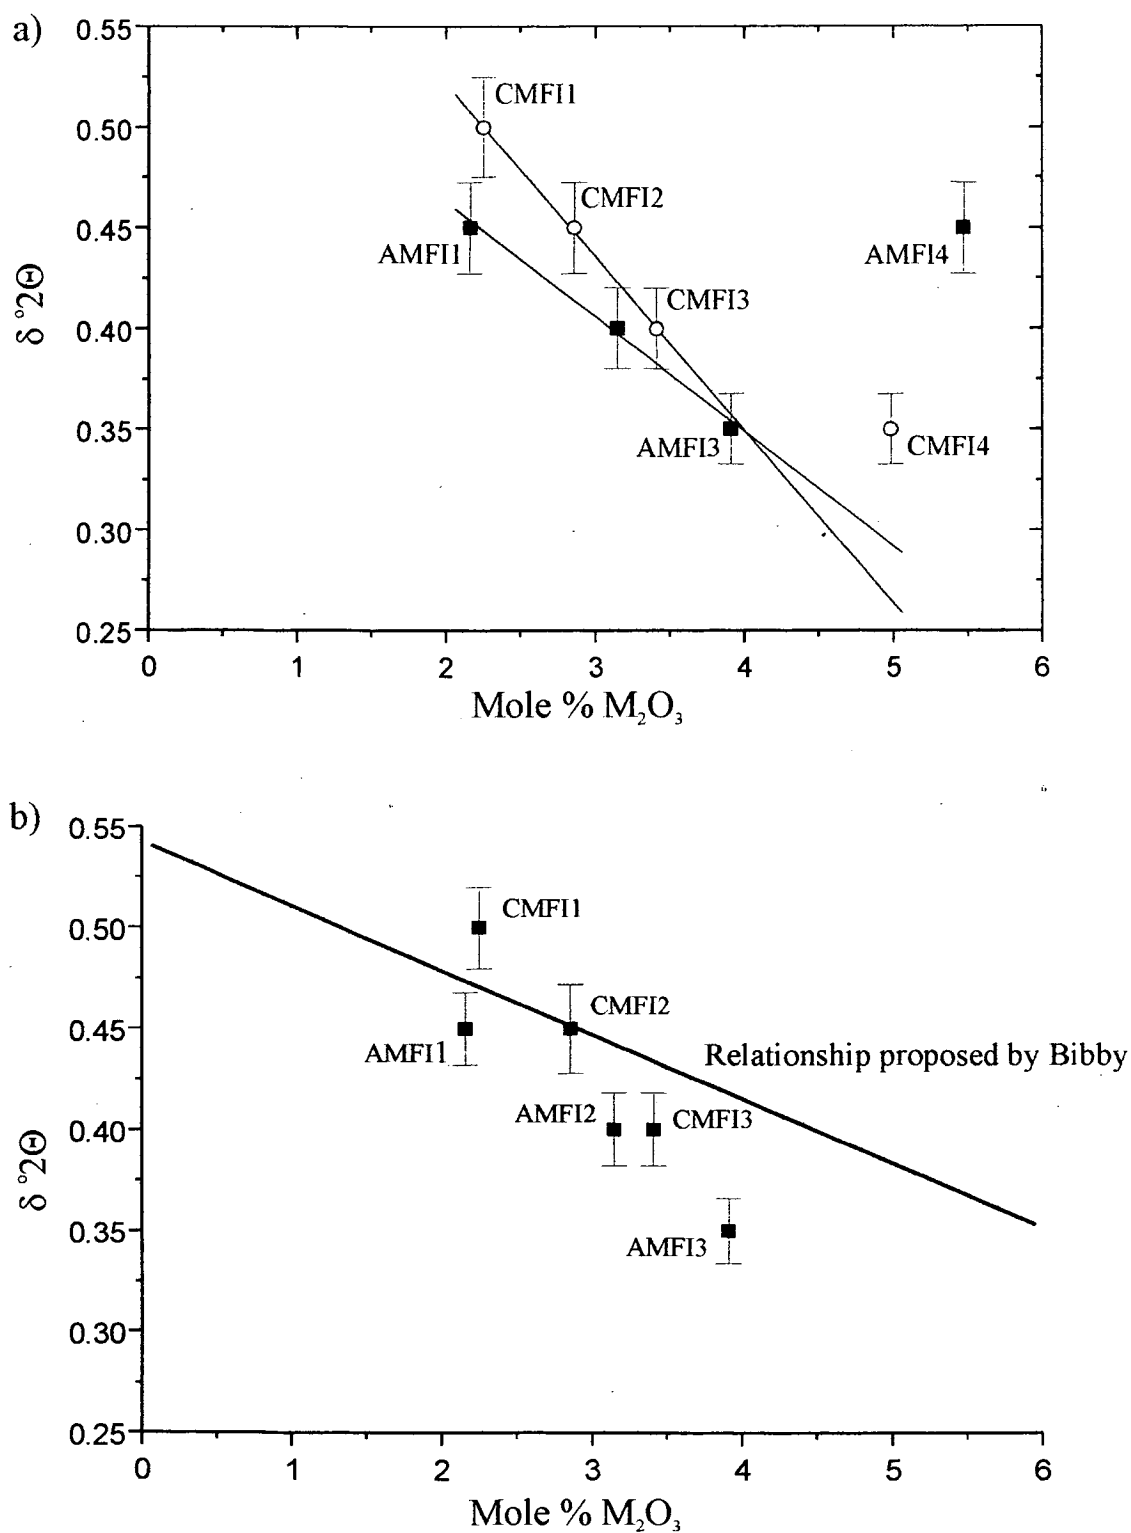 a)
0.55
0.50
0.45
0.40
0.35
0.30
0.25
δ °2Θ
CMFI1
CMFI2
AMFI1
AMFI4
CMFI3
AMFI3
CMFI4
0 1 2 3 4 5 6
Mole % M₂O₃
b)
0.55
0.50
0.45
0.40
0.35
0.30
0.25
δ °2Θ
CMFI1
CMFI2
AMFI1
Relationship proposed by Bibby
AMFI2
CMFI3
AMFI3
0 1 2 3 4 5 6
Mole % M₂O₃